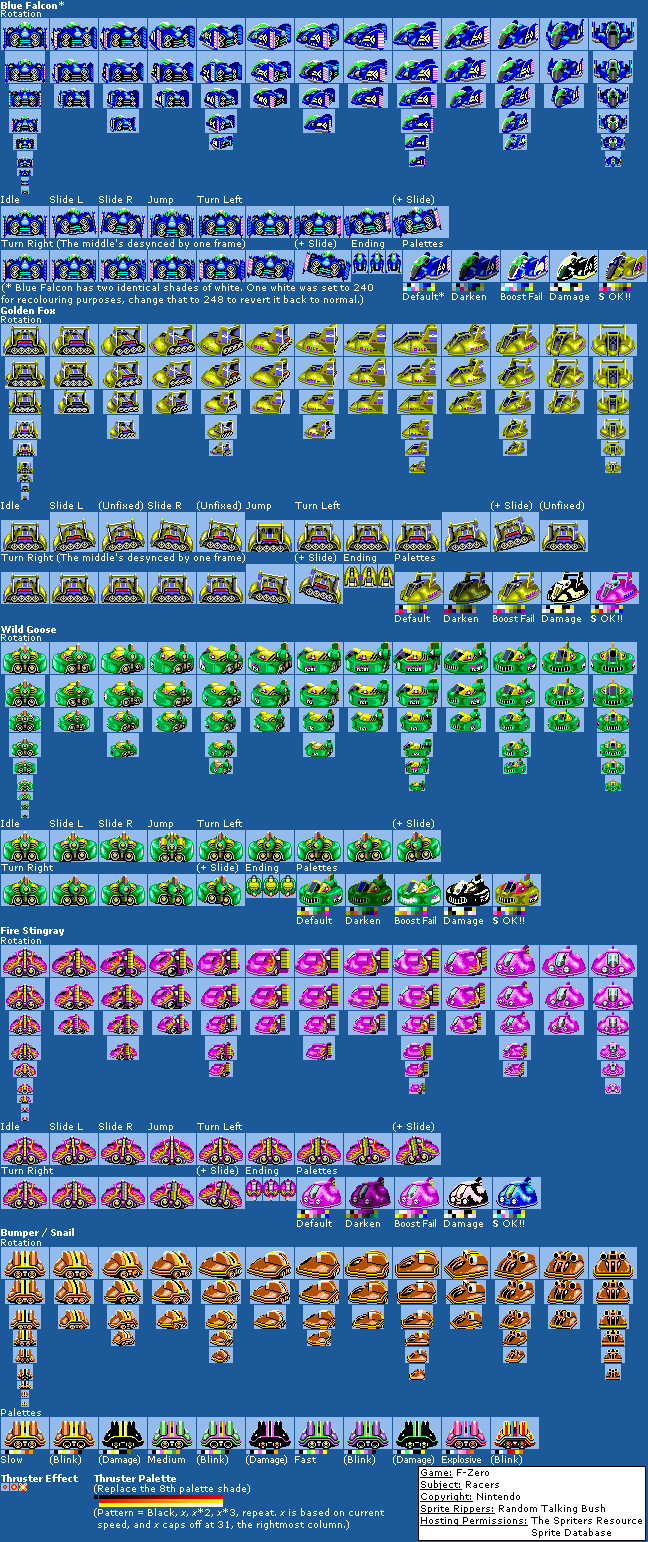 Blue Falcon*
Rotation
Idle Slide L Slide R Jump Turn Left (+ Slide)
Turn Right (The middle's desynced by one frame) (+ Slide) Ending Palettes
(* Blue Falcon has two identical shades of white. One white was set to 240
for recolouring purposes, change that to 248 to revert it back to normal.)
Default* Darken Boost Fail Damage S OK!!
Golden Fox
Rotation
Idle Slide L (Unfixed) Slide R (Unfixed) Jump Turn Left (+ Slide) (Unfixed)
Turn Right (The middle's desynced by one frame) (+ Slide) Ending Palettes
Default Darken Boost Fail Damage S OK!!
Wild Goose
Rotation
Idle Slide L Slide R Jump Turn Left (+ Slide)
Turn Right (+ Slide) Ending Palettes
Default Darken Boost Fail Damage S OK!!
Fire Stingray
Rotation
Idle Slide L Slide R Jump Turn Left (+ Slide)
Turn Right (+ Slide) Ending Palettes
Default Darken Boost Fail Damage S OK!!
Bumper / Snail
Rotation
Palettes
Slow (Blink) (Damage) Medium (Blink) (Damage) Fast (Blink) (Damage) Explosive (Blink)
Thruster Effect
Thruster Palette
(Replace the 8th palette shade)
(Pattern = Black, x, x*2, x*3, repeat. x is based on current
speed, and x caps off at 31, the rightmost column.)
Game: F-Zero
Subject: Racers
Copyright: Nintendo
Sprite Rippers: Random Talking Bush
Hosting Permissions: The Spriters Resource
Sprite Database